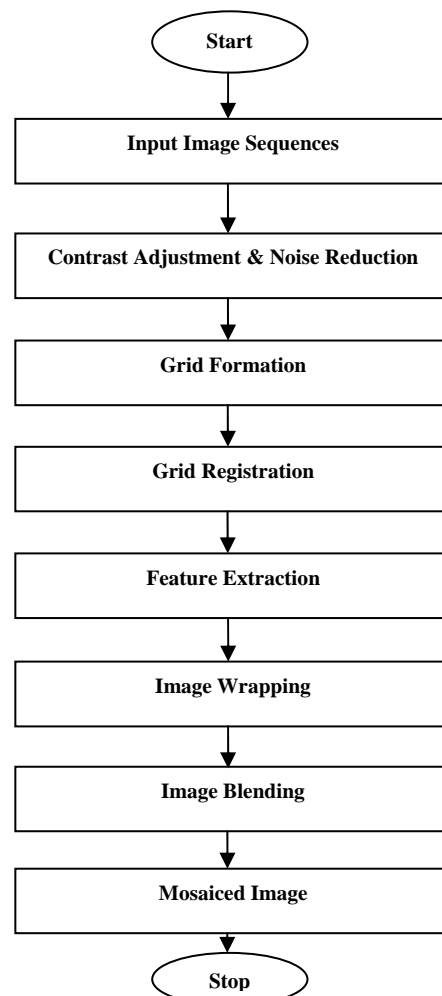 Start
Input Image Sequences
Contrast Adjustment & Noise Reduction
Grid Formation
Grid Registration
Feature Extraction
Image Wrapping
Image Blending
Mosaiced Image
Stop